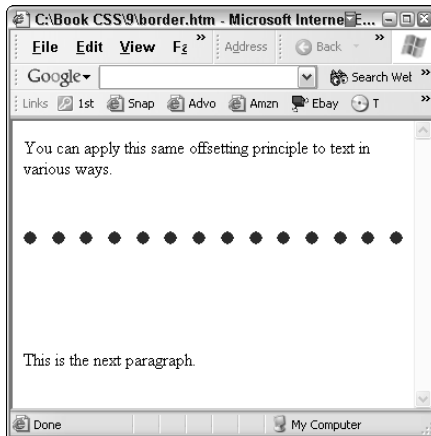 C:\Book CSS\9\border.htm - Microsoft Interne E...
File Edit View Fa » Address Back »
Google Search Wet »
Links 1st Snap Advo Amzn Ebay T »
You can apply this same offsetting principle to text in
various ways.
This is the next paragraph.
Done My Computer